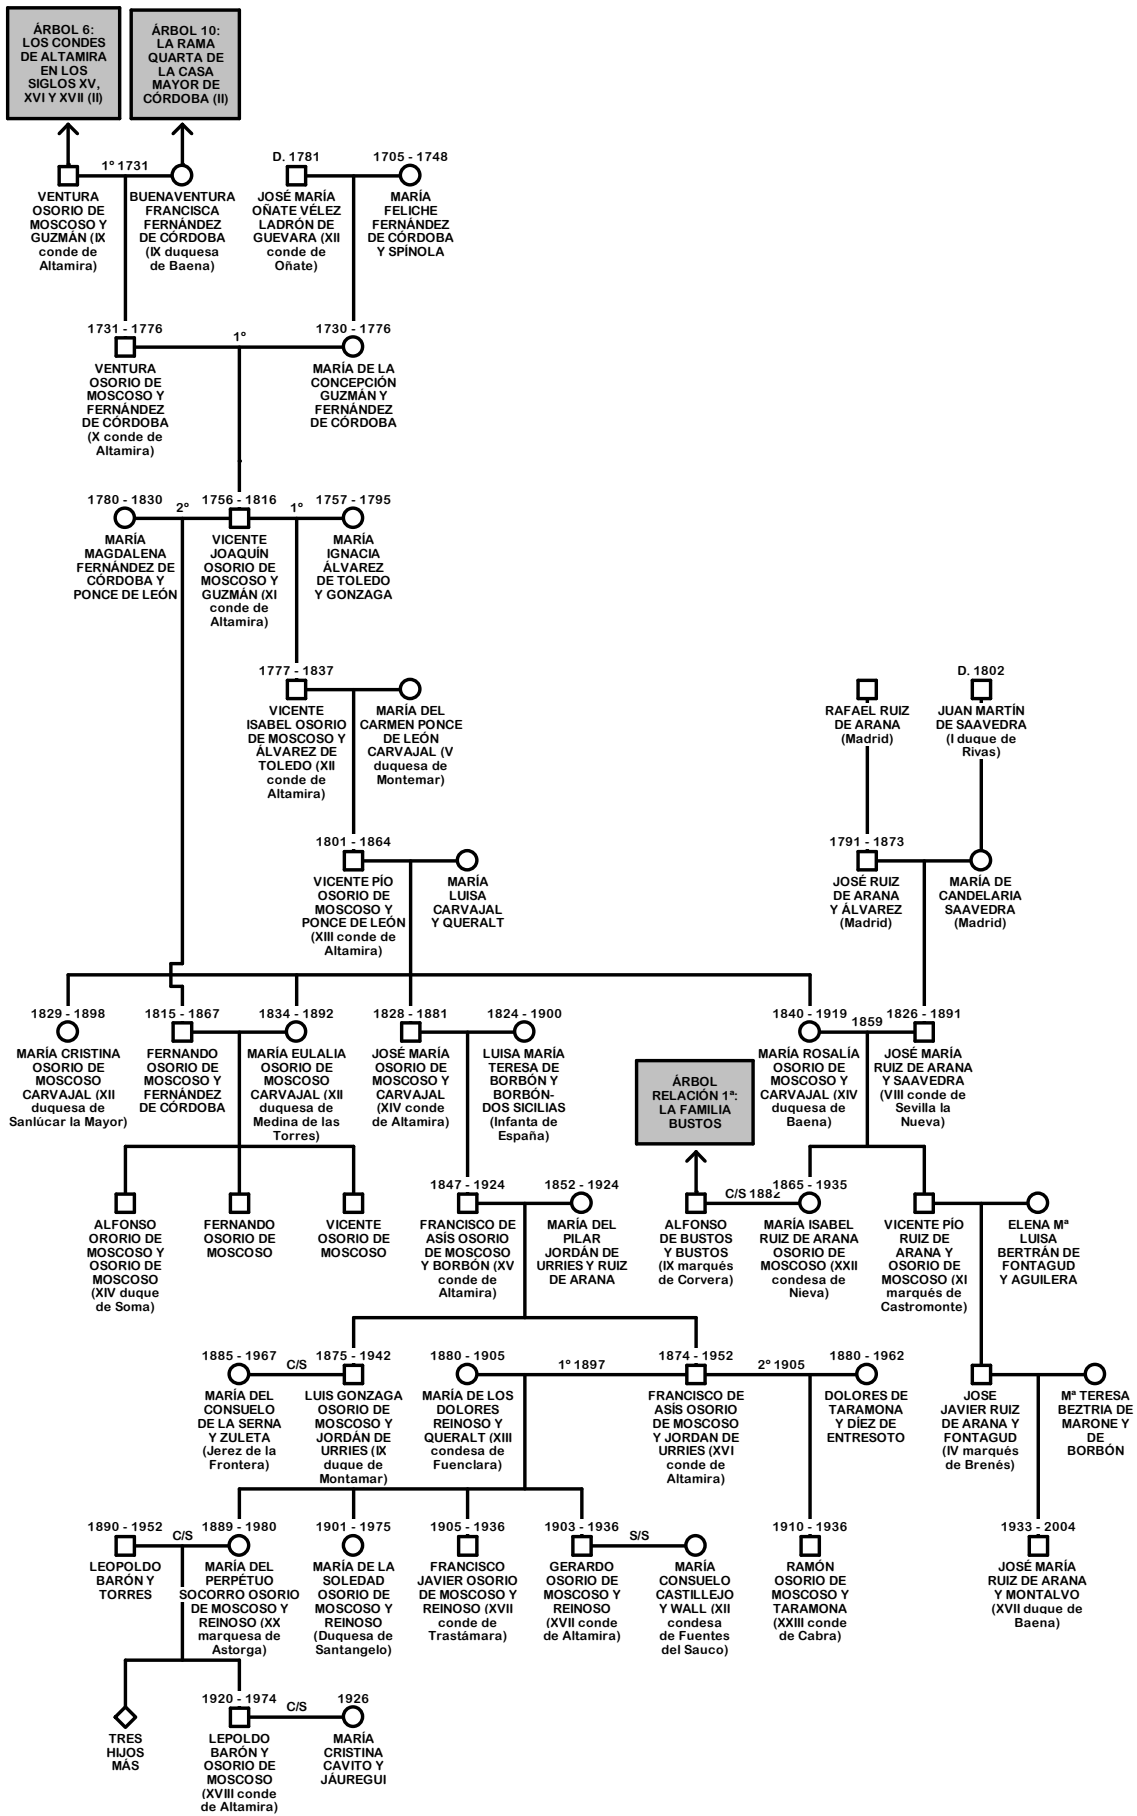 ÁRBOL 6:
LOS CONDES
DE ALTAMIRA
EN LOS
SIGLOS XV,
XVI Y XVII (II)
ÁRBOL 10:
LA RAMA
QUARTA DE
LA CASA
MAYOR DE
CÓRDOBA (II)
1º 1731
VENTURA
OSORIO DE
MOSCOSO Y
GUZMÁN (IX
conde de
Altamira)
BUENAVENTURA
FRANCISCA
FERNÁNDEZ
DE CÓRDOBA
(IX duquesa
de Baena)
D. 1781
JOSÉ MARÍA
OÑATE VÉLEZ
LADRÓN DE
GUEVARA (XII
conde de
Oñate)
1705 - 1748
MARÍA
FELICHE
FERNÁNDEZ
DE CÓRDOBA
Y SPÍNOLA
1731 - 1776
VENTURA
OSORIO DE
MOSCOSO Y
FERNÁNDEZ
DE CÓRDOBA
(X conde de
Altamira)
1º
1730 - 1776
MARÍA DE LA
CONCEPCIÓN
GUZMÁN Y
FERNÁNDEZ
DE CÓRDOBA
1780 - 1830
MARÍA
MAGDALENA
FERNÁNDEZ DE
CÓRDOBA Y
PONCE DE LEÓN
2º
1756 - 1816
VICENTE
JOAQUÍN
OSORIO DE
MOSCOSO Y
GUZMÁN (XI
conde de
Altamira)
1º
1757 - 1795
MARÍA
IGNACIA
ÁLVAREZ
DE TOLEDO
Y GONZAGA
1777 - 1837
VICENTE
ISABEL OSORIO
DE MOSCOSO Y
ÁLVAREZ DE
TOLEDO (XII
conde de
Altamira)
MARÍA DEL
CARMEN PONCE
DE LEÓN
CARVAJAL (V
duquesa de
Montemar)
RAFAEL RUIZ
DE ARANA
(Madrid)
D. 1802
JUAN MARTÍN
DE SAAVEDRA
(I duque de
Rivas)
1801 - 1864
VICENTE PÍO
OSORIO DE
MOSCOSO Y
PONCE DE LEÓN
(XIII conde de
Altamira)
MARÍA
LUISA
CARVAJAL
Y QUERALT
1791 - 1873
JOSÉ RUIZ
DE ARANA
Y ÁLVAREZ
(Madrid)
MARÍA DE
CANDELARIA
SAAVEDRA
(Madrid)
1829 - 1898
MARÍA CRISTINA
OSORIO DE
MOSCOSO
CARVAJAL (XII
duquesa de
Sanlúcar la Mayor)
1815 - 1867
FERNANDO
OSORIO DE
MOSCOSO Y
FERNÁNDEZ
DE CÓRDOBA
1834 - 1892
MARÍA EULALIA
OSORIO DE
MOSCOSO
CARVAJAL (XII
duquesa de
Medina de las
Torres)
1828 - 1881
JOSÉ MARÍA
OSORIO DE
MOSCOSO Y
CARVAJAL
(XIV conde
de Altamira)
1824 - 1900
LUISA MARÍA
TERESA DE
BORBÓN Y
BORBÓN-
DOS SICILIAS
(Infanta de
España)
1840 - 1919
MARÍA ROSALÍA
OSORIO DE
MOSCOSO Y
CARVAJAL (XIV
duquesa de
Baena)
1859
1826 - 1891
JOSÉ MARÍA
RUIZ DE ARANA
Y SAAVEDRA
(VIII conde de
Sevilla la
Nueva)
ÁRBOL
RELACIÓN 1ª:
LA FAMILIA
BUSTOS
ALFONSO
ORORIO DE
MOSCOSO Y
OSORIO DE
MOSCOSO
(XIV duque
de Soma)
FERNANDO
OSORIO DE
MOSCOSO
VICENTE
OSORIO DE
MOSCOSO
1847 - 1924
FRANCISCO DE
ASÍS OSORIO
DE MOSCOSO
Y BORBÓN (XV
conde de
Altamira)
1852 - 1924
MARÍA DEL
PILAR
JORDÁN DE
URRIES Y RUIZ
DE ARANA
ALFONSO
DE BUSTOS
Y BUSTOS
(IX marqués
de Corvera)
C/S 1882
1865 - 1935
MARÍA ISABEL
RUIZ DE ARANA
OSORIO DE
MOSCOSO (XXII
condesa de
Nieva)
VICENTE PÍO
RUIZ DE
ARANA Y
OSORIO DE
MOSCOSO (XI
marqués de
Castromonte)
ELENA Mª
LUISA
BERTRÁN DE
FONTAGUD
Y AGUILERA
1885 - 1967
MARÍA DEL
CONSUELO
DE LA SERNA
Y ZULETA
(Jerez de la
Frontera)
C/S
1875 - 1942
LUIS GONZAGA
OSORIO DE
MOSCOSO Y
JORDÁN DE
URRIES (IX
duque de
Montamar)
1880 - 1905
MARÍA DE LOS
DOLORES
REINOSO Y
QUERALT (XIII
condesa de
Fuenclara)
1º 1897
1874 - 1952
FRANCISCO DE
ASÍS OSORIO
DE MOSCOSO
Y JORDAN DE
URRIES (XVI
conde de
Altamira)
2º 1905
1880 - 1962
DOLORES DE
TARAMONA
Y DÍEZ DE
ENTRESOTO
JOSE
JAVIER RUIZ
DE ARANA Y
FONTAGUD
(IV marqués
de Brenés)
Mª TERESA
BEZTRIA DE
MARONE Y
DE
BORBÓN
1890 - 1952
LEOPOLDO
BARÓN Y
TORRES
C/S
1889 - 1980
MARÍA DEL
PERPÉTUO
SOCORRO OSORIO
DE MOSCOSO Y
REINOSO (XX
marquesa de
Astorga)
1901 - 1975
MARÍA DE LA
SOLEDAD
OSORIO DE
MOSCOSO Y
REINOSO
(Duquesa de
Santangelo)
1905 - 1936
FRANCISCO
JAVIER OSORIO
DE MOSCOSO Y
REINOSO (XVII
conde de
Trastámara)
1903 - 1936
GERARDO
OSORIO DE
MOSCOSO Y
REINOSO
(XVII conde
de Altamira)
S/S
MARÍA
CONSUELO
CASTILLEJO
Y WALL (XII
condesa
de Fuentes
del Sauco)
1910 - 1936
RAMÓN
OSORIO DE
MOSCOSO Y
TARAMONA
(XXIII conde
de Cabra)
1933 - 2004
JOSÉ MARÍA
RUIZ DE ARANA
Y MONTALVO
(XVII duque de
Baena)
TRES
HIJOS
MÁS
1920 - 1974
LEPOLDO
BARÓN Y
OSORIO DE
MOSCOSO
(XVIII conde
de Altamira)
C/S
1926
MARÍA
CRISTINA
CAVITO Y
JÁUREGUI